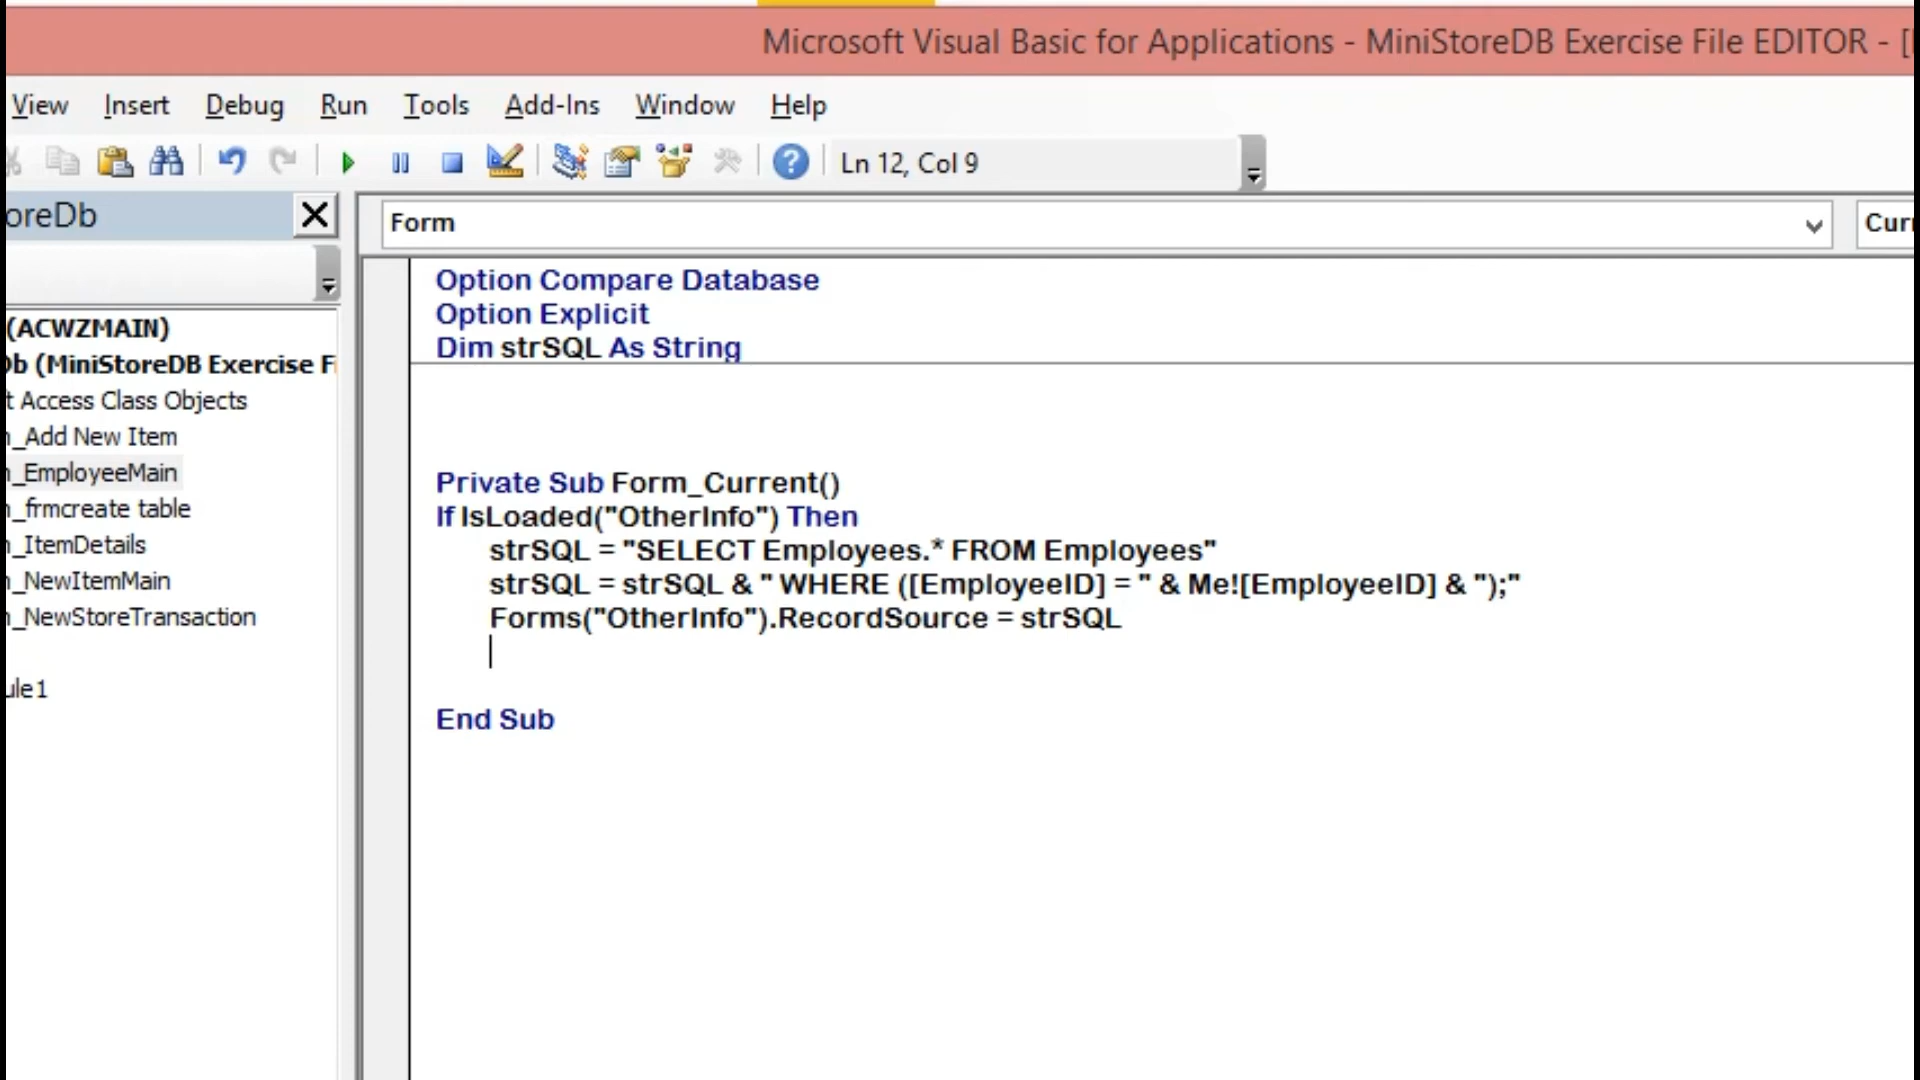 Microsoft Visual Basic for Applications - MiniStoreDB Exercise File EDITOR - [
View Insert Debug Run Tools Add-Ins Window Help
Ln 12, Col 9
oreDb
Form
Curr
(ACWZMAIN)
Db (MiniStoreDB Exercise Fi
t Access Class Objects
_Add New Item
_EmployeeMain
_frmcreate table
_ItemDetails
_NewItemMain
_NewStoreTransaction
ule1
Option Compare Database
Option Explicit
Dim strSQL As String
Private Sub Form_Current()
If IsLoaded("OtherInfo") Then
strSQL = "SELECT Employees.* FROM Employees"
strSQL = strSQL & " WHERE ([EmployeeID] = " & Me![EmployeeID] & ");"
Forms("OtherInfo").RecordSource = strSQL
End Sub